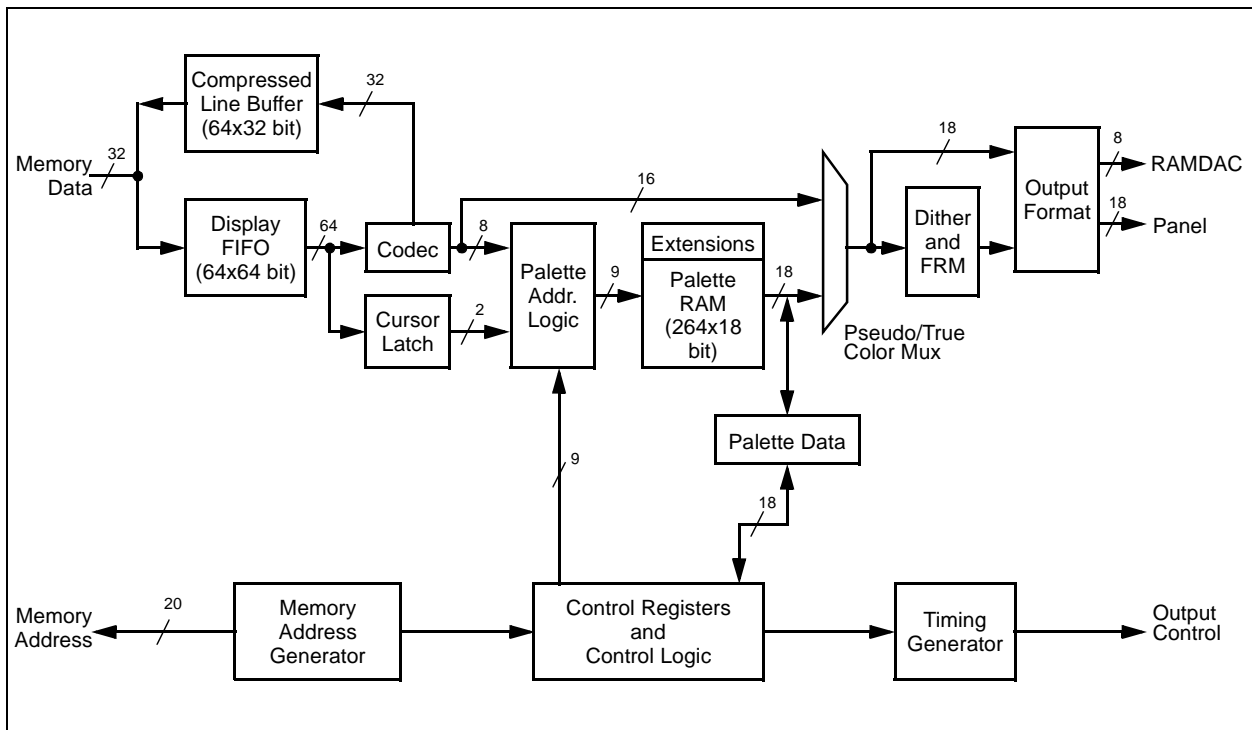 Compressed
Line Buffer
(64x32 bit)
32
Memory
Data
32
Display
FIFO
(64x64 bit)
64
Codec
8
16
Cursor
Latch
2
Palette
Addr.
Logic
9
Extensions
Palette
RAM
(264x18
bit)
18
Pseudo/True
Color Mux
18
Dither
and
FRM
Output
Format
8
RAMDAC
18
Panel
Palette Data
9
18
Memory
Address
20
Memory
Address
Generator
Control Registers
and
Control Logic
Timing
Generator
Output
Control